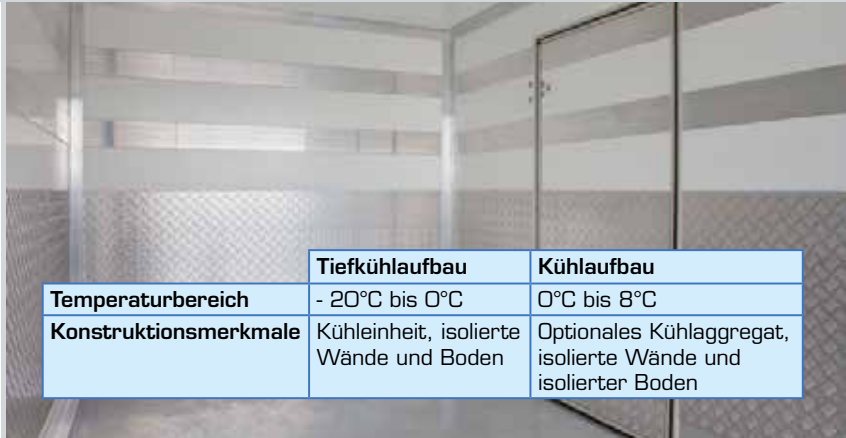 Tiefkühlaufbau Kühlaufbau
Temperaturbereich - 20°C bis 0°C 0°C bis 8°C
Konstruktionsmerkmale Kühleinheit, isolierte Optionales Kühlaggregat,
Wände und Boden isolierte Wände und
isolierter Boden